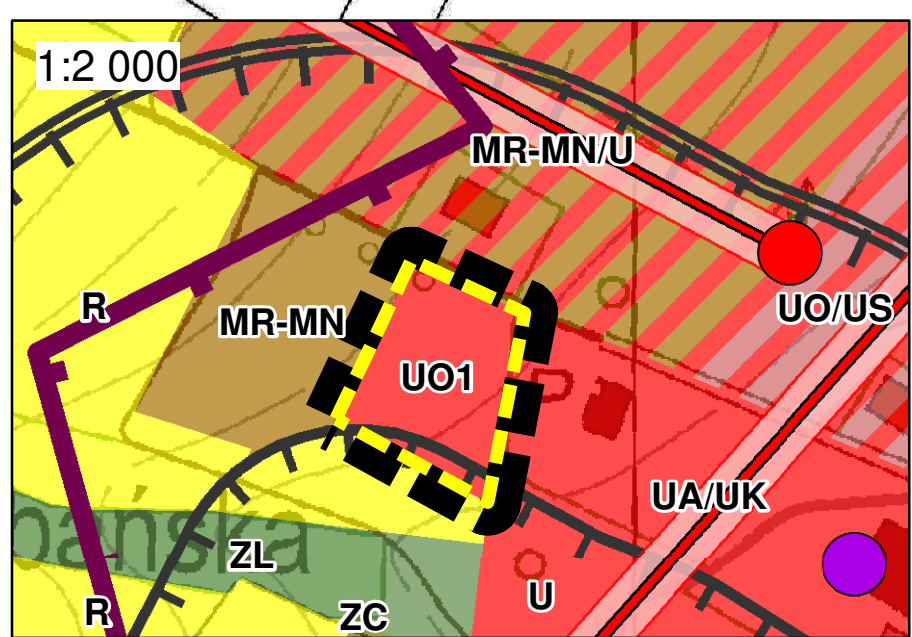 1:2 000
MR-MN/U
R
UO/US
MR-MN
UO1
UA/UK
ZL
U
R
ZC